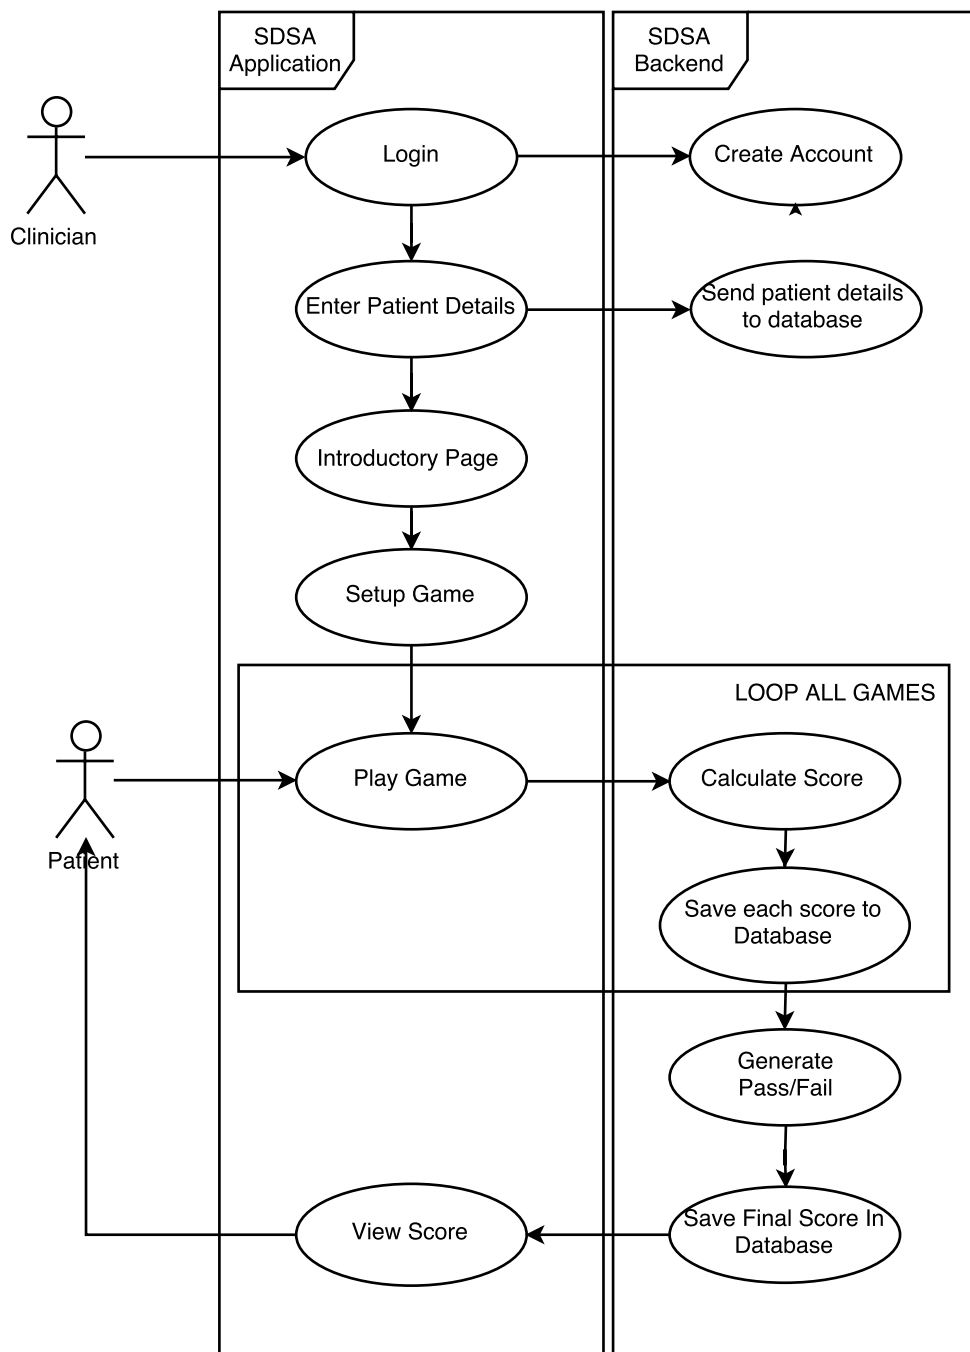 SDSA
Application
SDSA
Backend
Clinician
Login
Create Account
Enter Patient Details
Send patient details
to database
Introductory Page
Setup Game
LOOP ALL GAMES
Patient
Play Game
Calculate Score
Save each score to
Database
Generate
Pass/Fail
View Score
Save Final Score In
Database